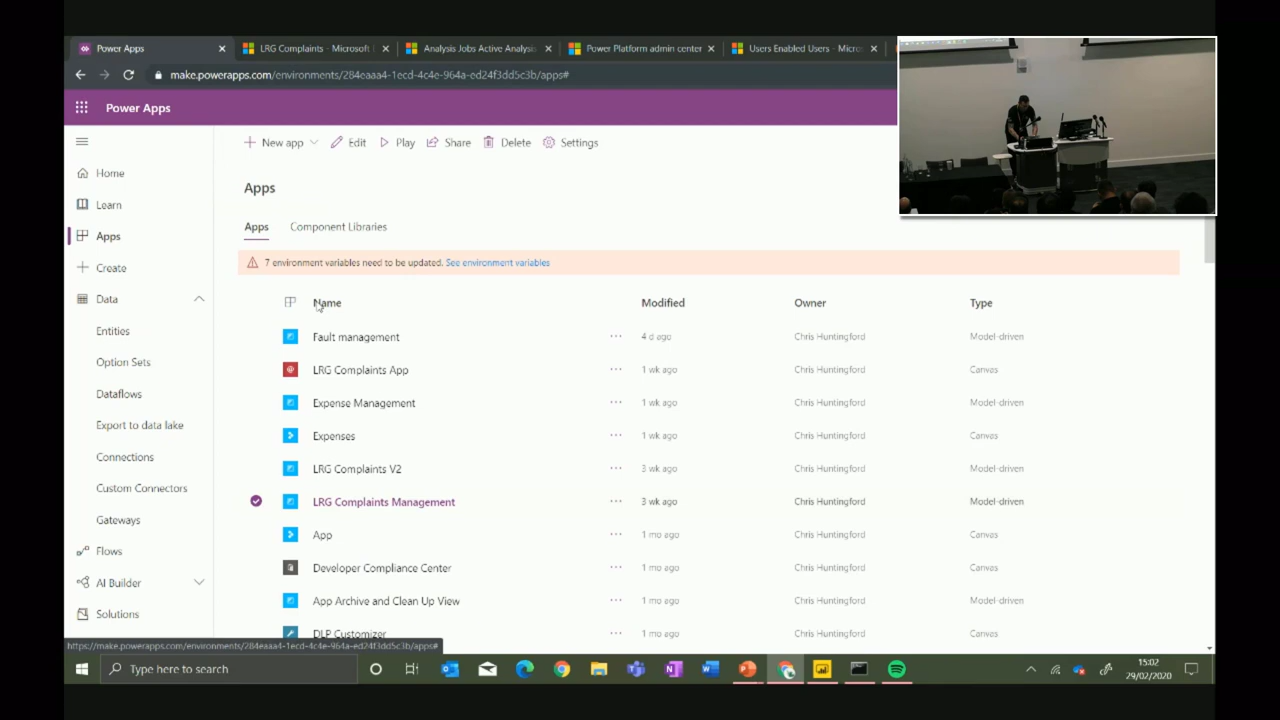 Power Apps
LRG Complaints - Microsoft
Analysis Jobs Active Analysis
Power Platform admin center
Users Enabled Users - Micro
make.powerapps.com/environments/284eaaa4-1ecd-4c4e-964a-ed24f3dd5c3b/apps#
Power Apps
New app
Edit
Play
Share
Delete
Settings
Home
Learn
Apps
Create
Data
Entities
Option Sets
Dataflows
Export to data lake
Connections
Custom Connectors
Gateways
Flows
AI Builder
Solutions
Apps
Apps
Component Libraries
7 environment variables need to be updated. See environment variables
Name Modified Owner Type
Fault management ··· 4 d ago Chris Huntingford Model-driven
LRG Complaints App ··· 1 wk ago Chris Huntingford Canvas
Expense Management ··· 1 wk ago Chris Huntingford Model-driven
Expenses ··· 1 wk ago Chris Huntingford Canvas
LRG Complaints V2 ··· 3 wk ago Chris Huntingford Model-driven
LRG Complaints Management ··· 3 wk ago Chris Huntingford Model-driven
App ··· 1 mo ago Chris Huntingford Canvas
Developer Compliance Center ··· 1 mo ago Chris Huntingford Canvas
App Archive and Clean Up View ··· 1 mo ago Chris Huntingford Model-driven
DLP Customizer ··· 1 mo ago Chris Huntingford Canvas
https://make.powerapps.com/environments/284eaaa4-1ecd-4c4e-964a-ed24f3dd5c3b/apps#
Type here to search
15:02
29/02/2020